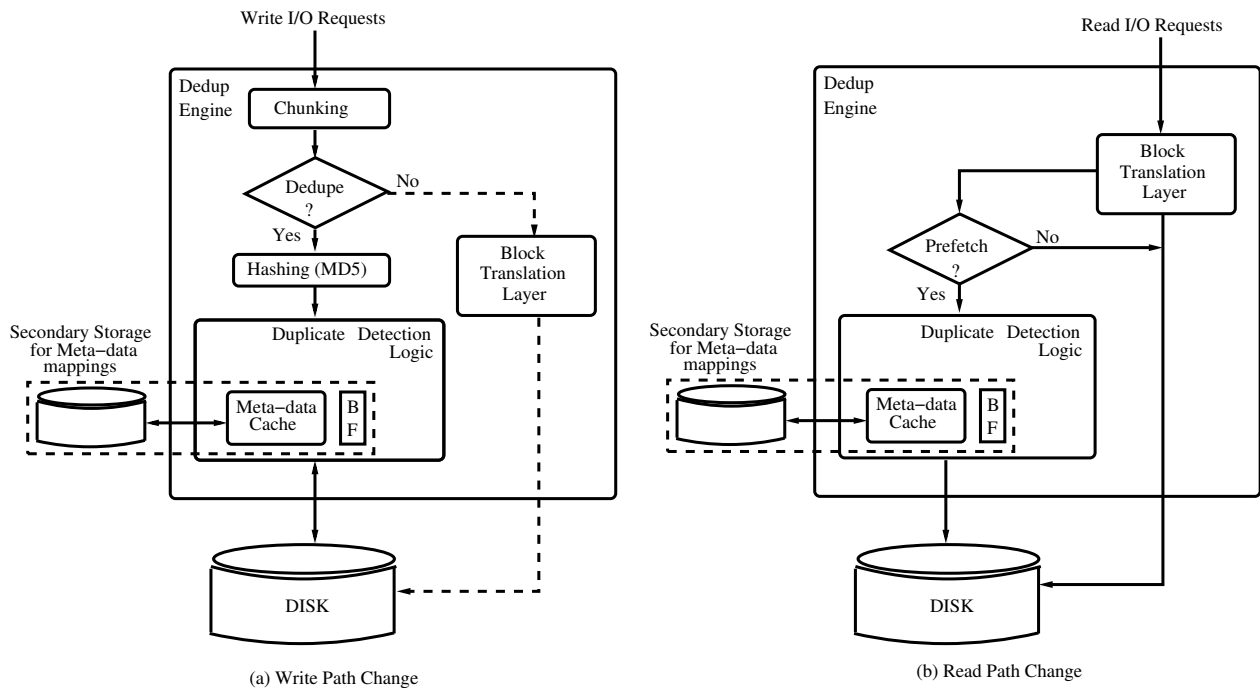 Write I/O Requests
Dedup
Engine
Chunking
Dedupe
?
No
Yes
Hashing (MD5)
Block
Translation
Layer
Duplicate Detection
Logic
Secondary Storage
for Meta−data
mappings
Meta−data
Cache
B
F
DISK
(a) Write Path Change
Read I/O Requests
Dedup
Engine
Block
Translation
Layer
Prefetch
?
No
Yes
Duplicate Detection
Logic
Secondary Storage
for Meta−data
mappings
Meta−data
Cache
B
F
DISK
(b) Read Path Change